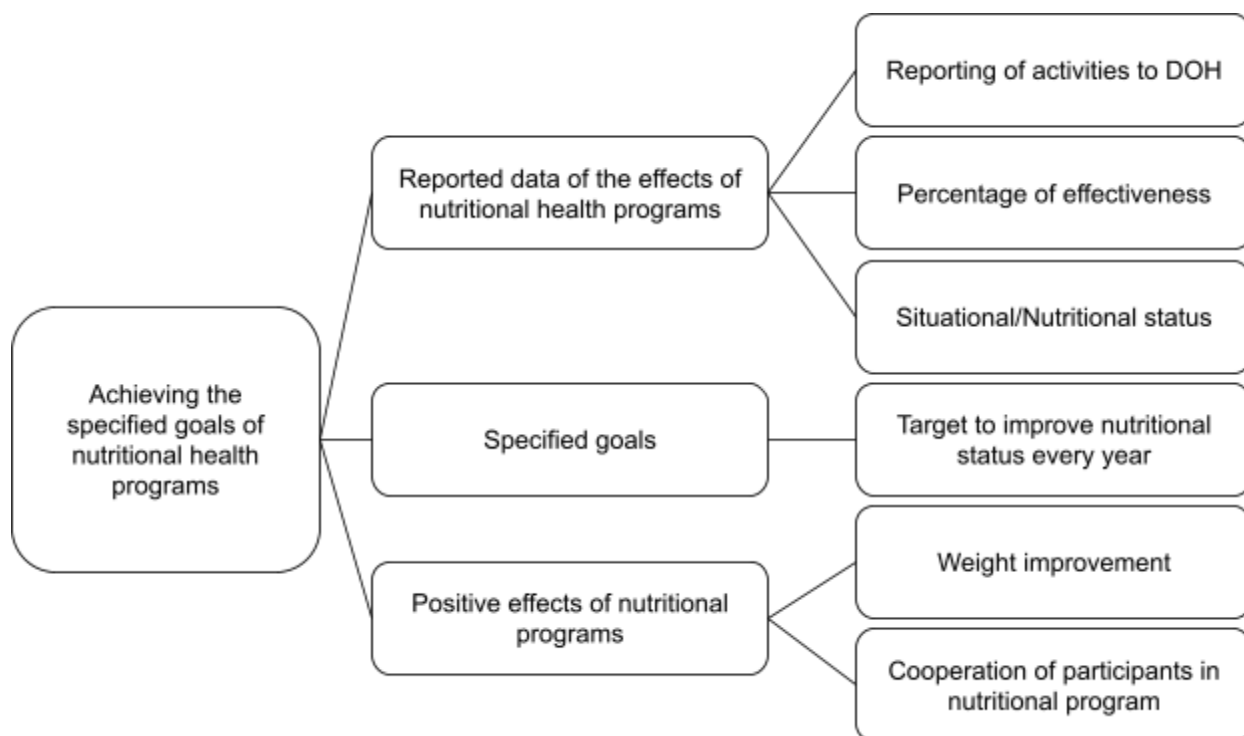 Achieving the
specified goals of
nutritional health
programs
Reported data of the effects of
nutritional health programs
Reporting of activities to DOH
Percentage of effectiveness
Situational/Nutritional status
Specified goals
Target to improve nutritional
status every year
Positive effects of nutritional
programs
Weight improvement
Cooperation of participants in
nutritional program